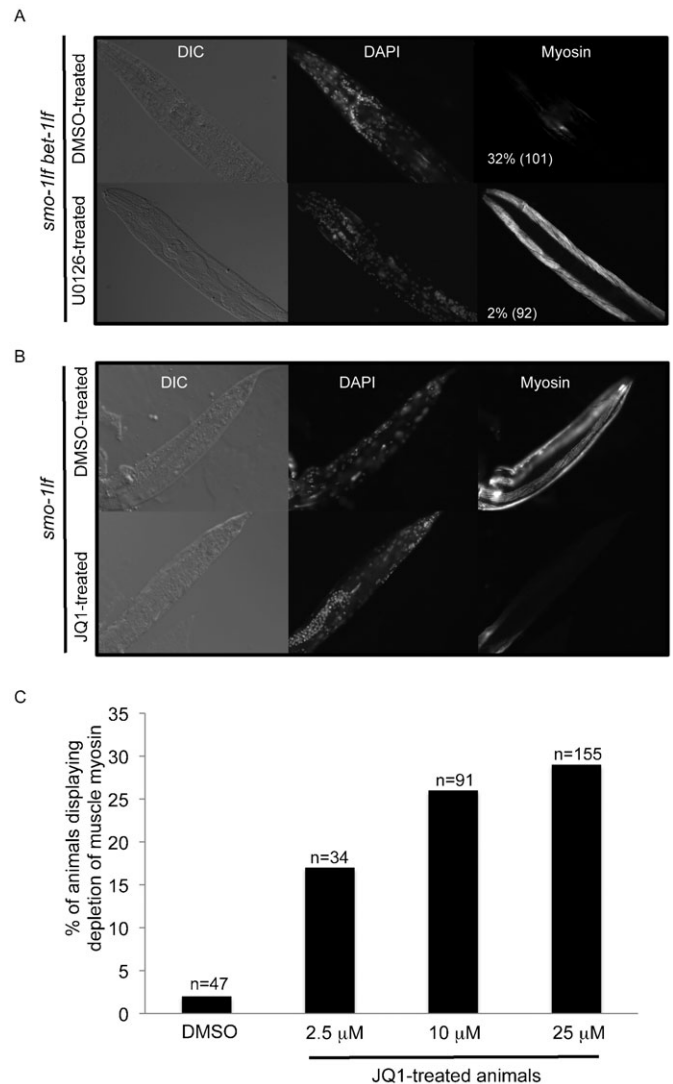 A
DIC
DAPI
Myosin
smo-1lf bet-1lf
DMSO-treated
32% (101)
U0126-treated
2% (92)
B
DIC
DAPI
Myosin
smo-1lf
DMSO-treated
JQ1-treated
C
% of animals displaying
depletion of muscle myosin
35
30
25
20
15
10
5
0
n=47
n=34
n=91
n=155
DMSO
2.5 µM
10 µM
25 µM
JQ1-treated animals